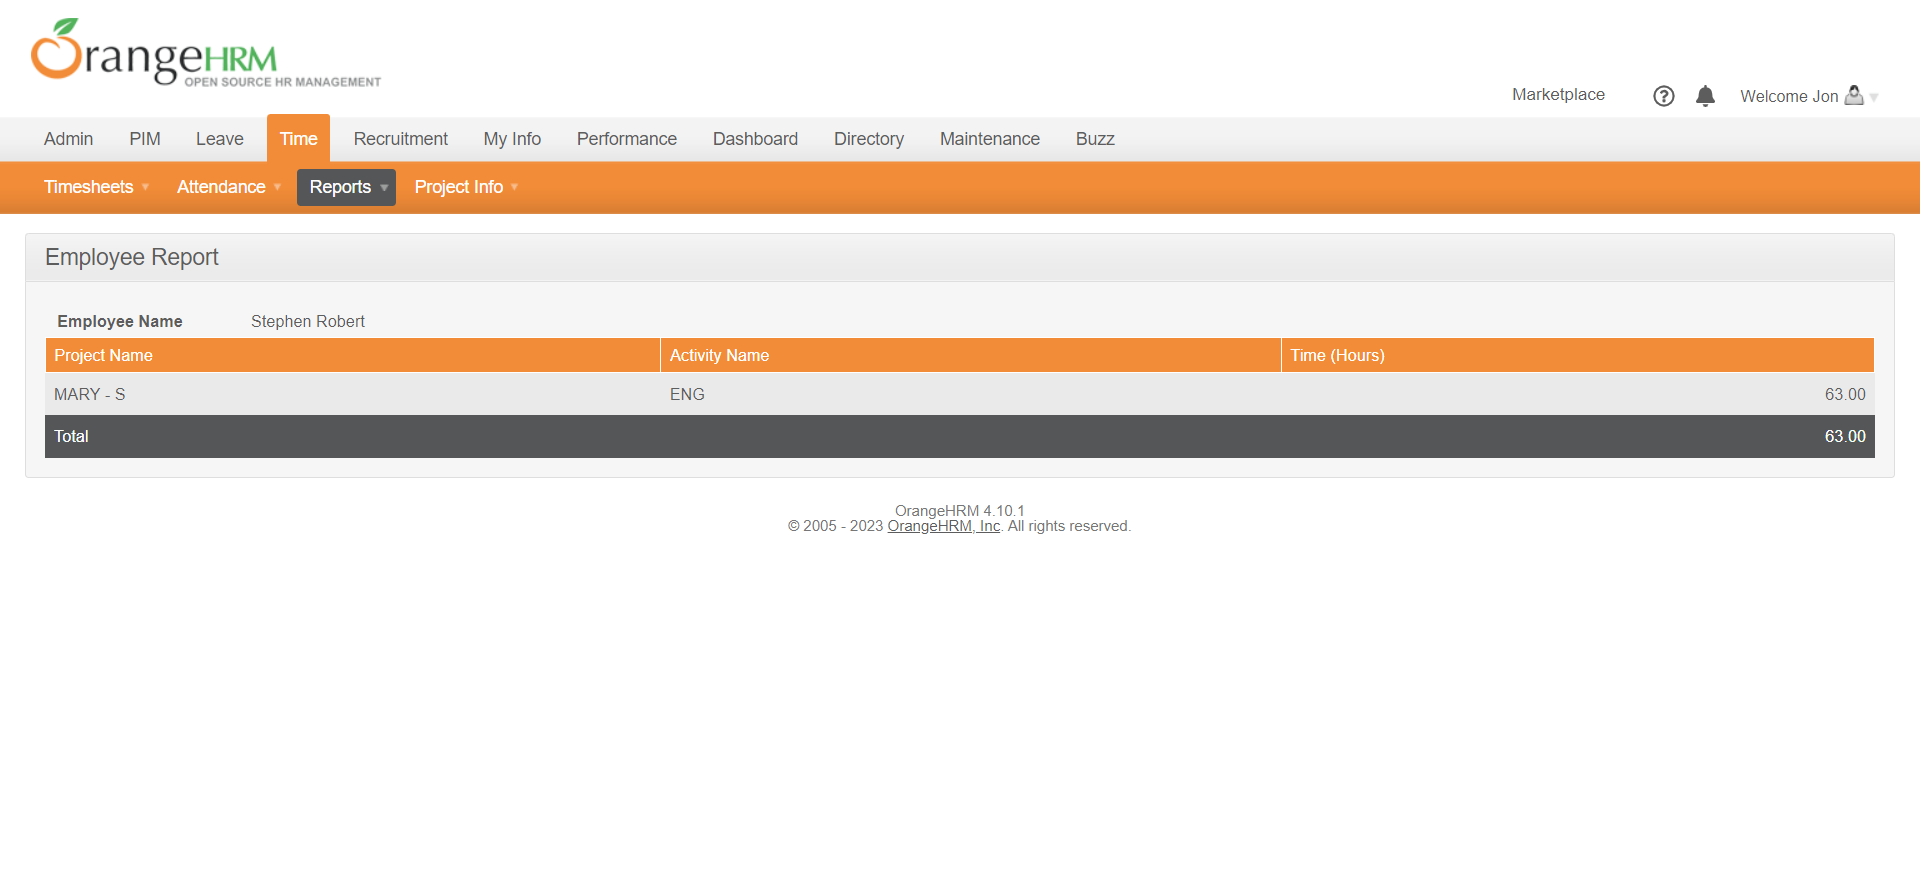 OrangeHRM
OPEN SOURCE HR MANAGEMENT
Marketplace
Welcome Jon
Admin PIM Leave Time Recruitment My Info Performance Dashboard Directory Maintenance Buzz
Timesheets Attendance Reports Project Info
Employee Report
Employee Name Stephen Robert
Project Name Activity Name Time (Hours)
MARY - S ENG 63.00
Total 63.00
OrangeHRM 4.10.1
© 2005 - 2023 OrangeHRM, Inc. All rights reserved.